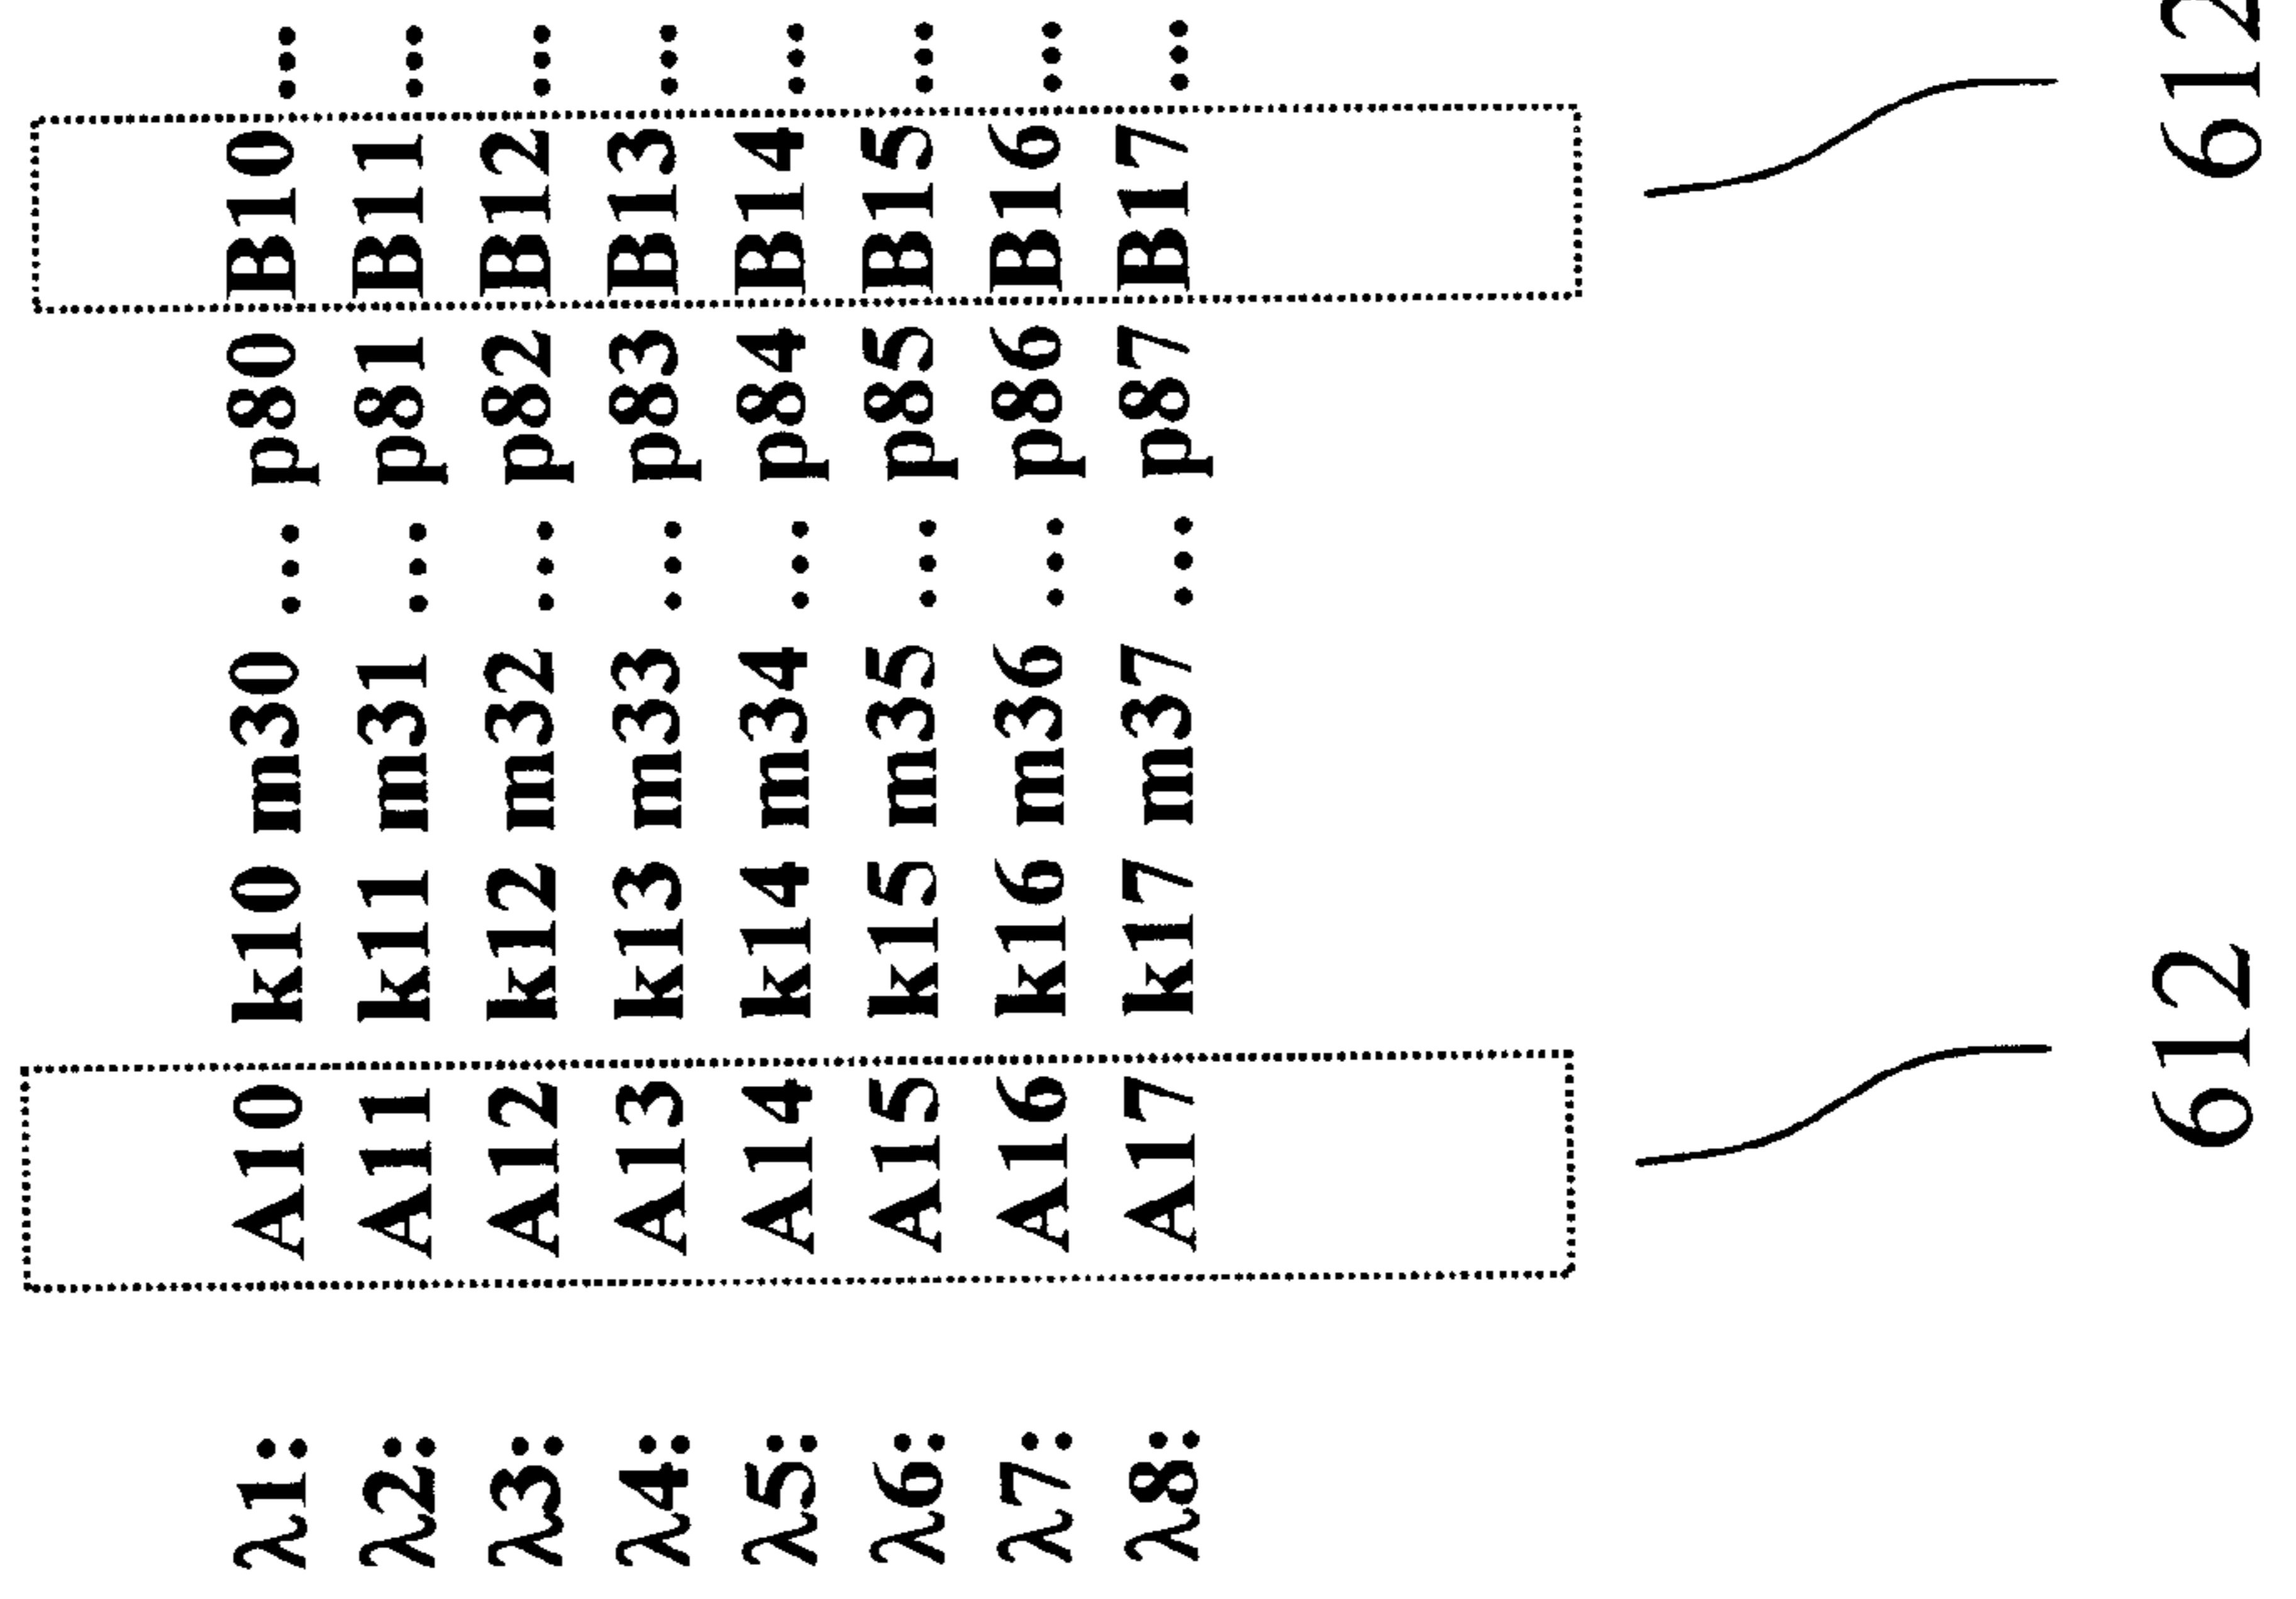 λ1: A10 k10 m30 ... p80 B10 ...
λ2: A11 k11 m31 ... p81 B11 ...
λ3: A12 k12 m32 ... p82 B12 ...
λ4: A13 k13 m33 ... p83 B13 ...
λ5: A14 k14 m34 ... p84 B14 ...
λ6: A15 k15 m35 ... p85 B15 ...
λ7: A16 k16 m36 ... p86 B16 ...
λ8: A17 k17 m37 ... p87 B17 ...
612 612